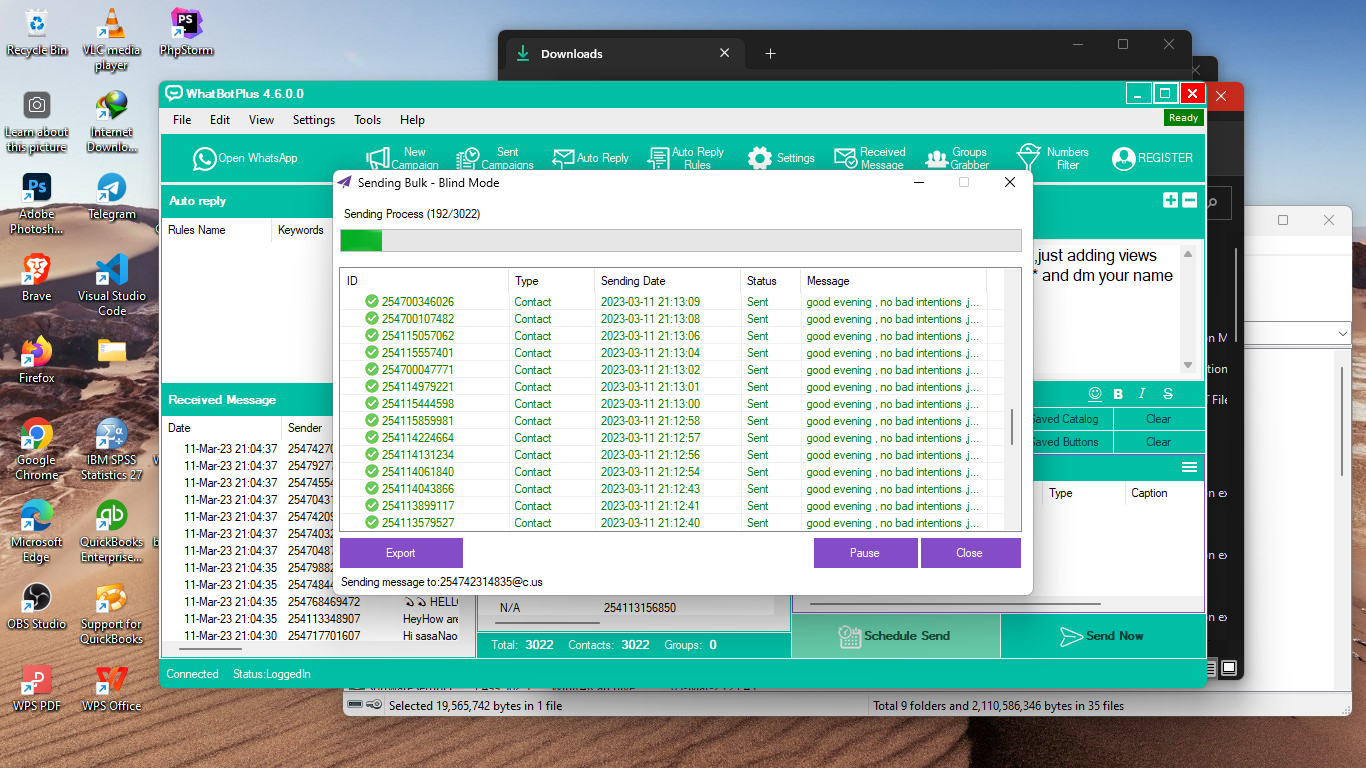 Recycle Bin
VLC media player
PhpStorm
Learn about this picture
Internet Downlo...
Adobe Photosh...
Telegram
Brave
Visual Studio Code
Firefox
Google Chrome
IBM SPSS Statistics 27
Microsoft Edge
QuickBooks Enterprise...
OBS Studio
Support for QuickBooks
WPS PDF
WPS Office
Downloads
WhatBotPlus 4.6.0.0
File Edit View Settings Tools Help
Ready
Open WhatsApp
New Campaign
Sent Campaigns
Auto Reply
Auto Reply Rules
Settings
Received Message
Groups Grabber
Numbers Filter
REGISTER
Auto reply
Rules Name Keywords
Sending Bulk - Blind Mode
Sending Process (192/3022)
ID Type Sending Date Status Message
254700346026 Contact 2023-03-11 21:13:09 Sent good evening , no bad intentions ,j...
254700107482 Contact 2023-03-11 21:13:08 Sent good evening , no bad intentions ,j...
254115057062 Contact 2023-03-11 21:13:06 Sent good evening , no bad intentions ,j...
254115557401 Contact 2023-03-11 21:13:04 Sent good evening , no bad intentions ,j...
254700047771 Contact 2023-03-11 21:13:02 Sent good evening , no bad intentions ,j...
254114979221 Contact 2023-03-11 21:13:01 Sent good evening , no bad intentions ,j...
254115444598 Contact 2023-03-11 21:13:00 Sent good evening , no bad intentions ,j...
254115859981 Contact 2023-03-11 21:12:58 Sent good evening , no bad intentions ,j...
254114224664 Contact 2023-03-11 21:12:57 Sent good evening , no bad intentions ,j...
254114131234 Contact 2023-03-11 21:12:56 Sent good evening , no bad intentions ,j...
254114061840 Contact 2023-03-11 21:12:54 Sent good evening , no bad intentions ,j...
254114043866 Contact 2023-03-11 21:12:43 Sent good evening , no bad intentions ,j...
254113899117 Contact 2023-03-11 21:12:41 Sent good evening , no bad intentions ,j...
254113579527 Contact 2023-03-11 21:12:40 Sent good evening , no bad intentions ,j...
Export Pause Close
Sending message to:254742314835@c.us
,just adding views
* and dm your name
B I S
Saved Catalog Clear
Saved Buttons Clear
Type Caption
Received Message
Date Sender
11-Mar-23 21:04:37 25474270
11-Mar-23 21:04:37 25479277
11-Mar-23 21:04:37 25474554
11-Mar-23 21:04:37 25470431
11-Mar-23 21:04:37 25474209
11-Mar-23 21:04:37 25474032
11-Mar-23 21:04:37 25470487
11-Mar-23 21:04:35 25479882
11-Mar-23 21:04:35 25474844
11-Mar-23 21:04:35 254768469472 HELL
11-Mar-23 21:04:35 254113348907 HeyHow are
11-Mar-23 21:04:30 254717701607 Hi sasaNao
N/A 254113156850
Total: 3022 Contacts: 3022 Groups: 0
Schedule Send
Send Now
Connected Status:LoggedIn
Selected 19,565,742 bytes in 1 file
Total 9 folders and 2,110,586,346 bytes in 35 files